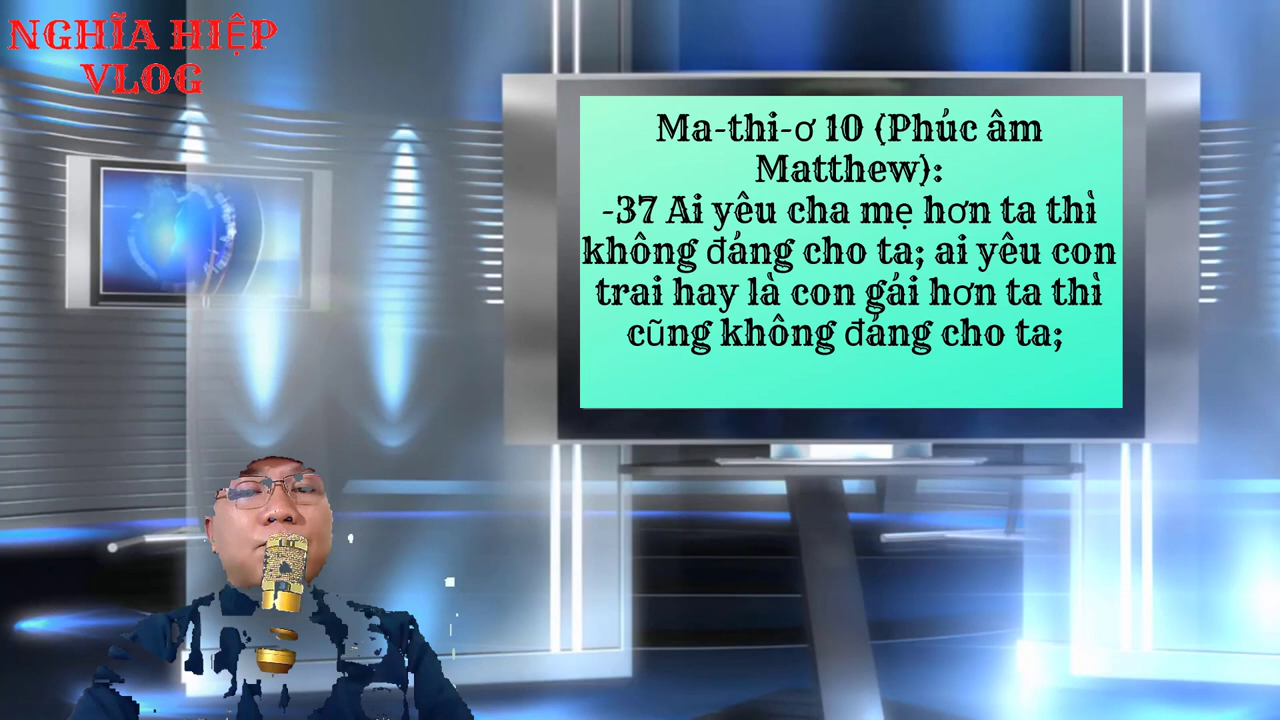 NGHĨA HIỆP
VLOG
Ma-thi-ơ 10 (Phúc âm
Matthew):
-37 Ai yêu cha mẹ hơn ta thì
không đáng cho ta; ai yêu con
trai hay là con gái hơn ta thì
cũng không đáng cho ta;